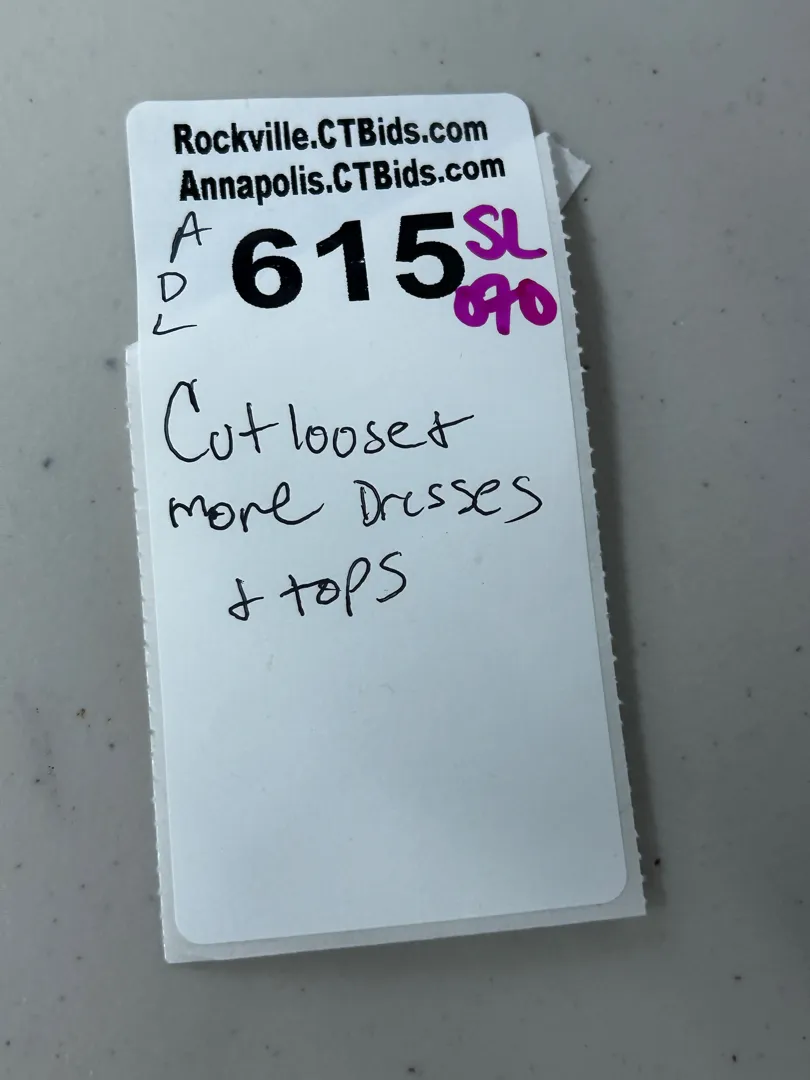 Rockville.CTBids.com
Annapolis.CTBids.com
A
D
L
615
SL
090
Cut loose &
more Dresses
& tops